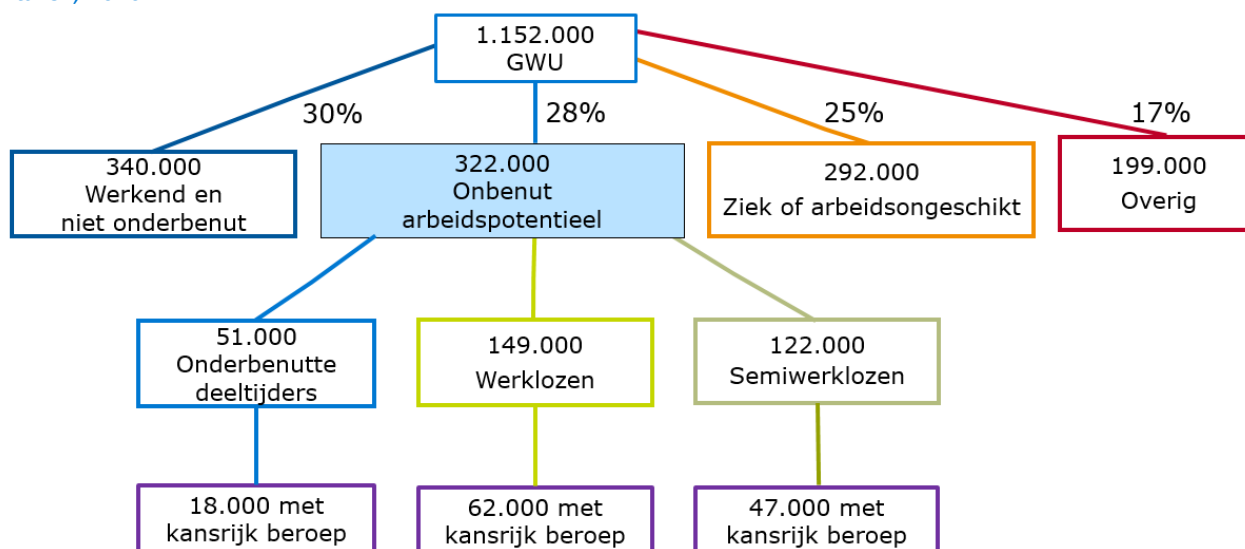 1.152.000
GWU
30%
28%
25%
17%
340.000
Werkend en
niet onderbenut
322.000
Onbenut
arbeidspotentieel
292.000
Ziek of arbeidsongeschikt
199.000
Overig
51.000
Onderbenutte
deeltijders
149.000
Werklozen
122.000
Semiwerklozen
18.000 met
kansrijk beroep
62.000 met
kansrijk beroep
47.000 met
kansrijk beroep